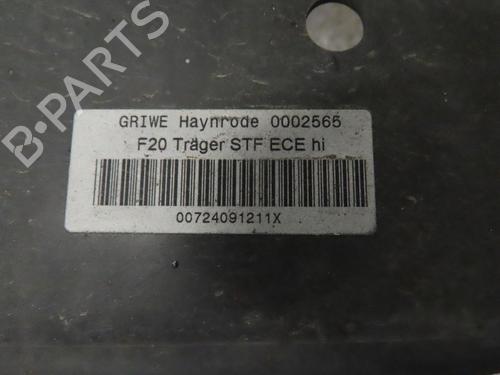 B-PARTS
GRIWE Haynrode 0002565
F20 Träger STF ECE hi
00724091211X